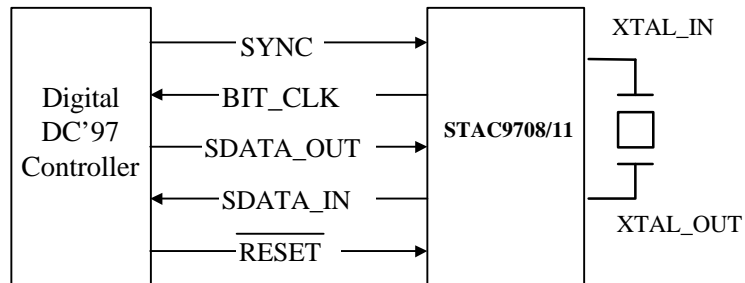 Digital
DC’97
Controller
SYNC
BIT_CLK
SDATA_OUT
SDATA_IN
RESET
STAC9708/11
XTAL_IN
XTAL_OUT